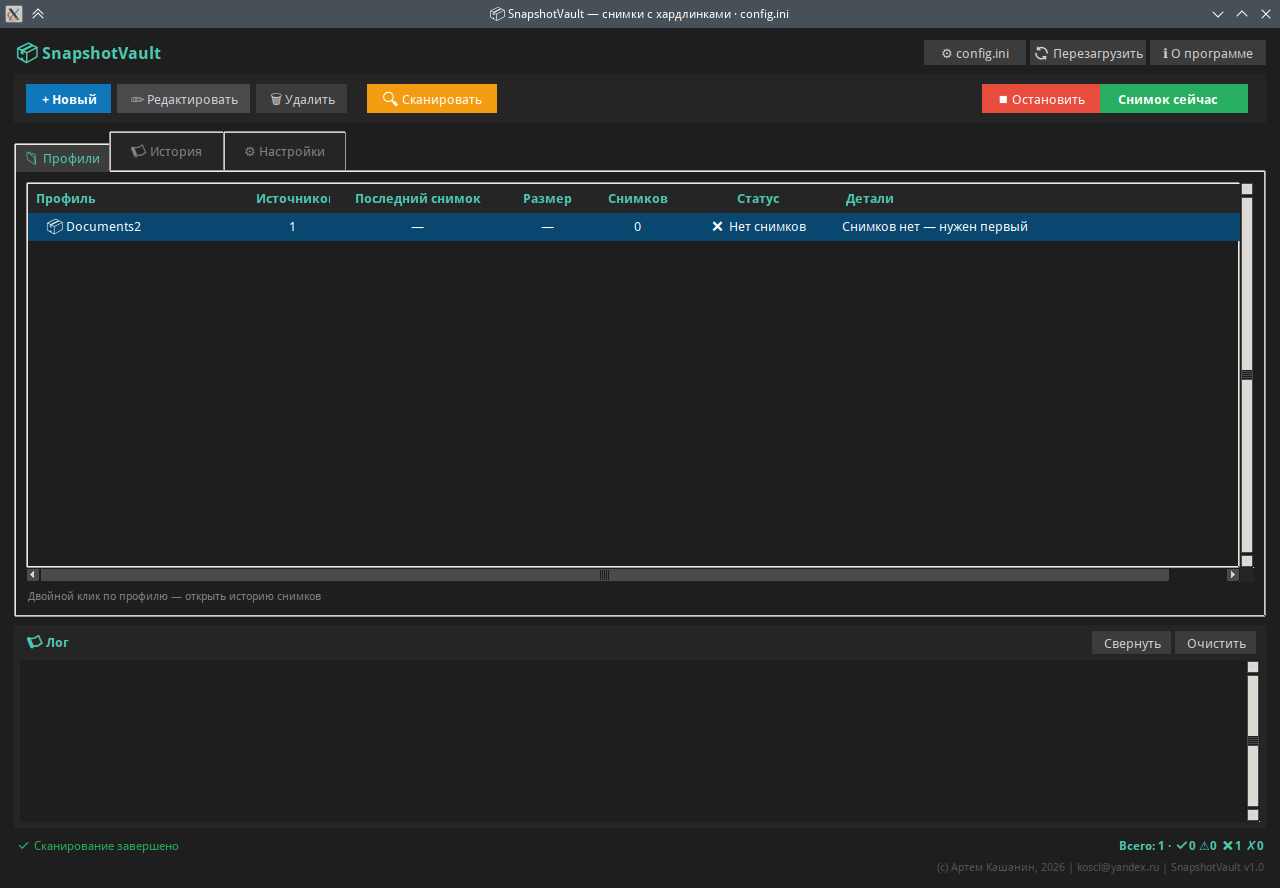 SnapshotVault — снимки с хардлинками · config.ini
SnapshotVault
⚙ config.ini
Перезагрузить
ℹ О программе
+ Новый
Редактировать
Удалить
Сканировать
Остановить
Снимок сейчас
Профили
История
⚙ Настройки
Профиль Источников Последний снимок Размер Снимков Статус Детали
Documents2 1 — — 0 ✖ Нет снимков Снимков нет — нужен первый
Двойной клик по профилю — открыть историю снимков
Лог
Свернуть
Очистить
✓ Сканирование завершено
Всего: 1 · ✓0 ⚠0 ✖1 ✗0
(c) Артем Кашанин, 2026 | koscl@yandex.ru | SnapshotVault v1.0